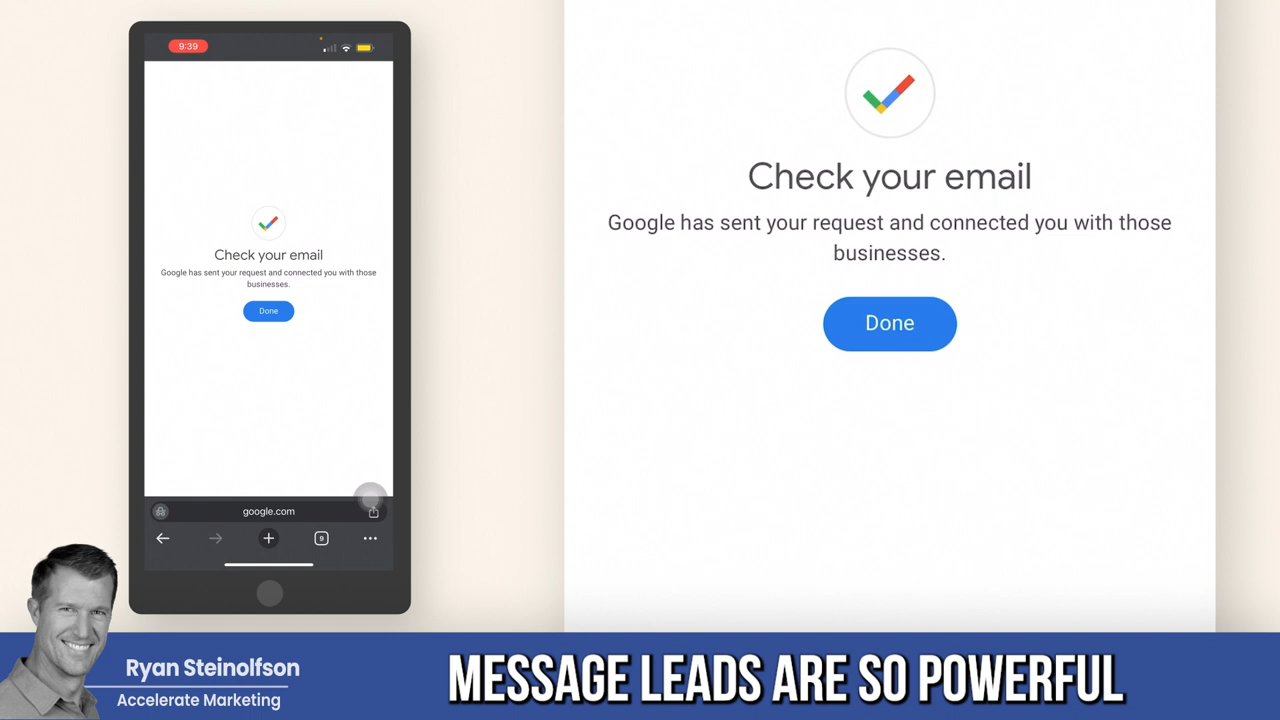 9:39
Check your email
Google has sent your request and connected you with those
businesses.
Done
google.com
9
Check your email
Google has sent your request and connected you with those
businesses.
Done
Ryan Steinolfson
Accelerate Marketing
MESSAGE LEADS ARE SO POWERFUL